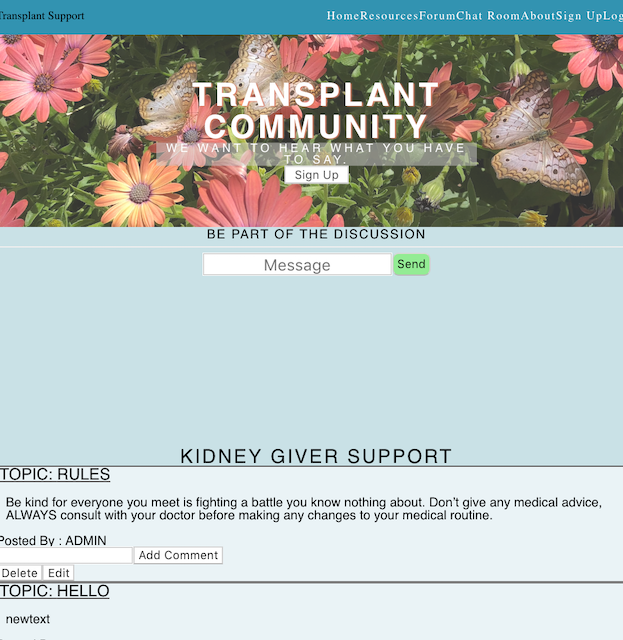 Transplant Support
HomeResourcesForumChat RoomAboutSign UpLog
TRANSPLANT
COMMUNITY
WE WANT TO HEAR WHAT YOU HAVE
TO SAY.
Sign Up
BE PART OF THE DISCUSSION
Message Send
KIDNEY GIVER SUPPORT
TOPIC: RULES
Be kind for everyone you meet is fighting a battle you know nothing about. Don't give any medical advice,
ALWAYS consult with your doctor before making any changes to your medical routine.
Posted By : ADMIN
Add Comment
Delete Edit
TOPIC: HELLO
newtext